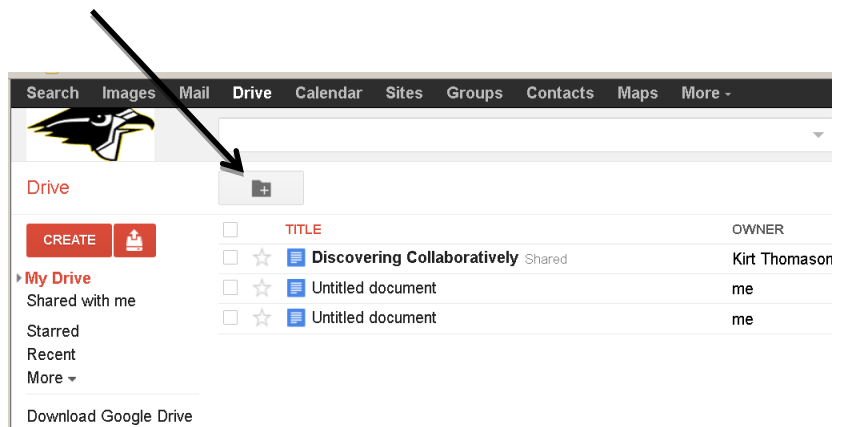 Search Images Mail Drive Calendar Sites Groups Contacts Maps More
Drive
CREATE
My Drive
Shared with me
Starred
Recent
More
Download Google Drive
TITLE OWNER
Discovering Collaboratively Shared Kirt Thomason
Untitled document me
Untitled document me